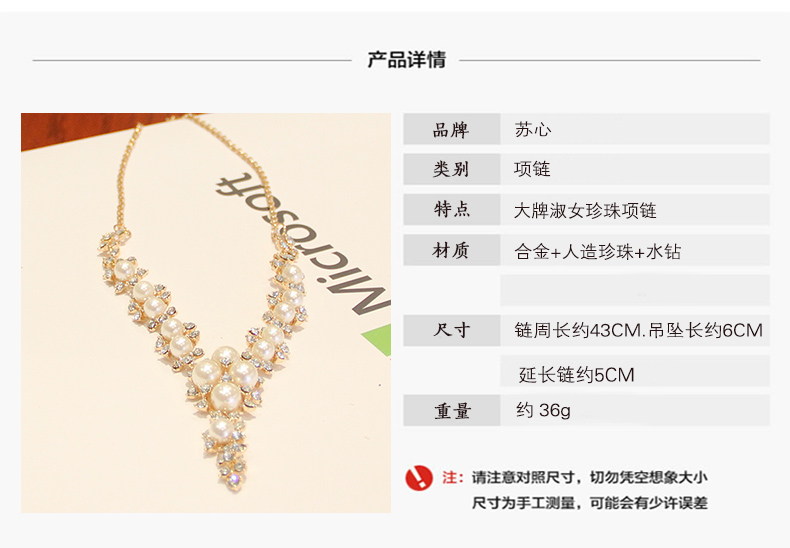 产品详情
Microsoft
品牌 苏心
类别 项链
特点 大牌淑女珍珠项链
材质 合金+人造珍珠+水钻
尺寸 链周长约43CM.吊坠长约6CM
延长链约5CM
重量 约 36g
注: 请注意对照尺寸，切勿凭空想象大小
尺寸为手工测量，可能会有少许误差